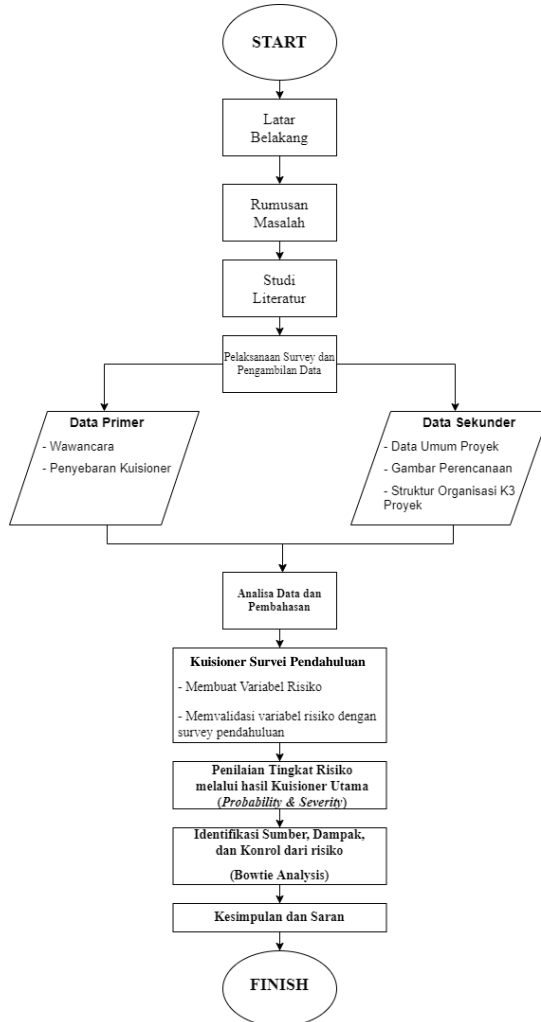 START
Latar
Belakang
Rumusan
Masalah
Studi
Literatur
Pelaksanaan Survey dan
Pengambilan Data
Data Primer
- Wawancara
- Penyebaran Kuisioner
Data Sekunder
- Data Umum Proyek
- Gambar Perencanaan
- Struktur Organisasi K3
Proyek
Analisa Data dan
Pembahasan
Kuisioner Survei Pendahuluan
- Membuat Variabel Risiko
- Memvalidasi variabel risiko dengan
survey pendahuluan
Penilaian Tingkat Risiko
melalui hasil Kuisioner Utama
(Probability & Severity)
Identifikasi Sumber, Dampak,
dan Konrol dari risiko
(Bowtie Analysis)
Kesimpulan dan Saran
FINISH